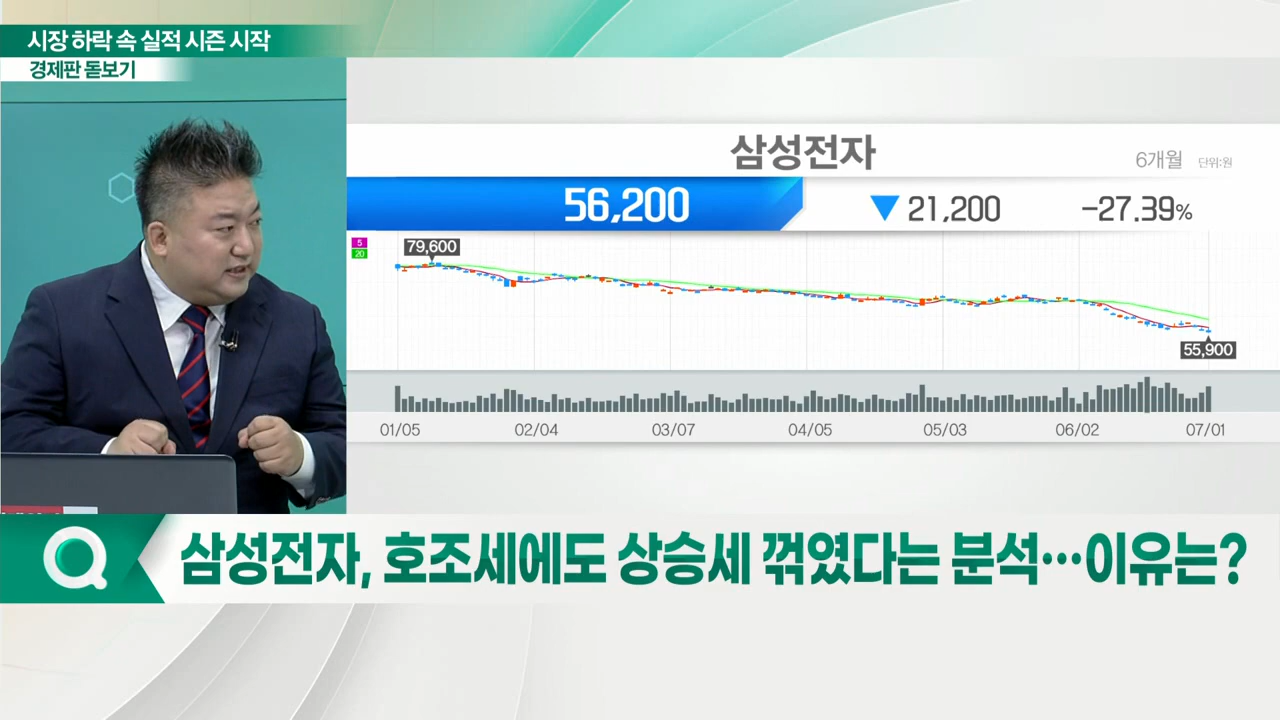 시장 하락 속 실적 시즌 시작
경제판 돋보기
삼성전자
6개월 단위:원
56,200 ▼ 21,200 -27.39%
5
20
79,600
55,900
01/05 02/04 03/07 04/05 05/03 06/02 07/01
삼성전자, 호조세에도 상승세 꺾였다는 분석…이유는?